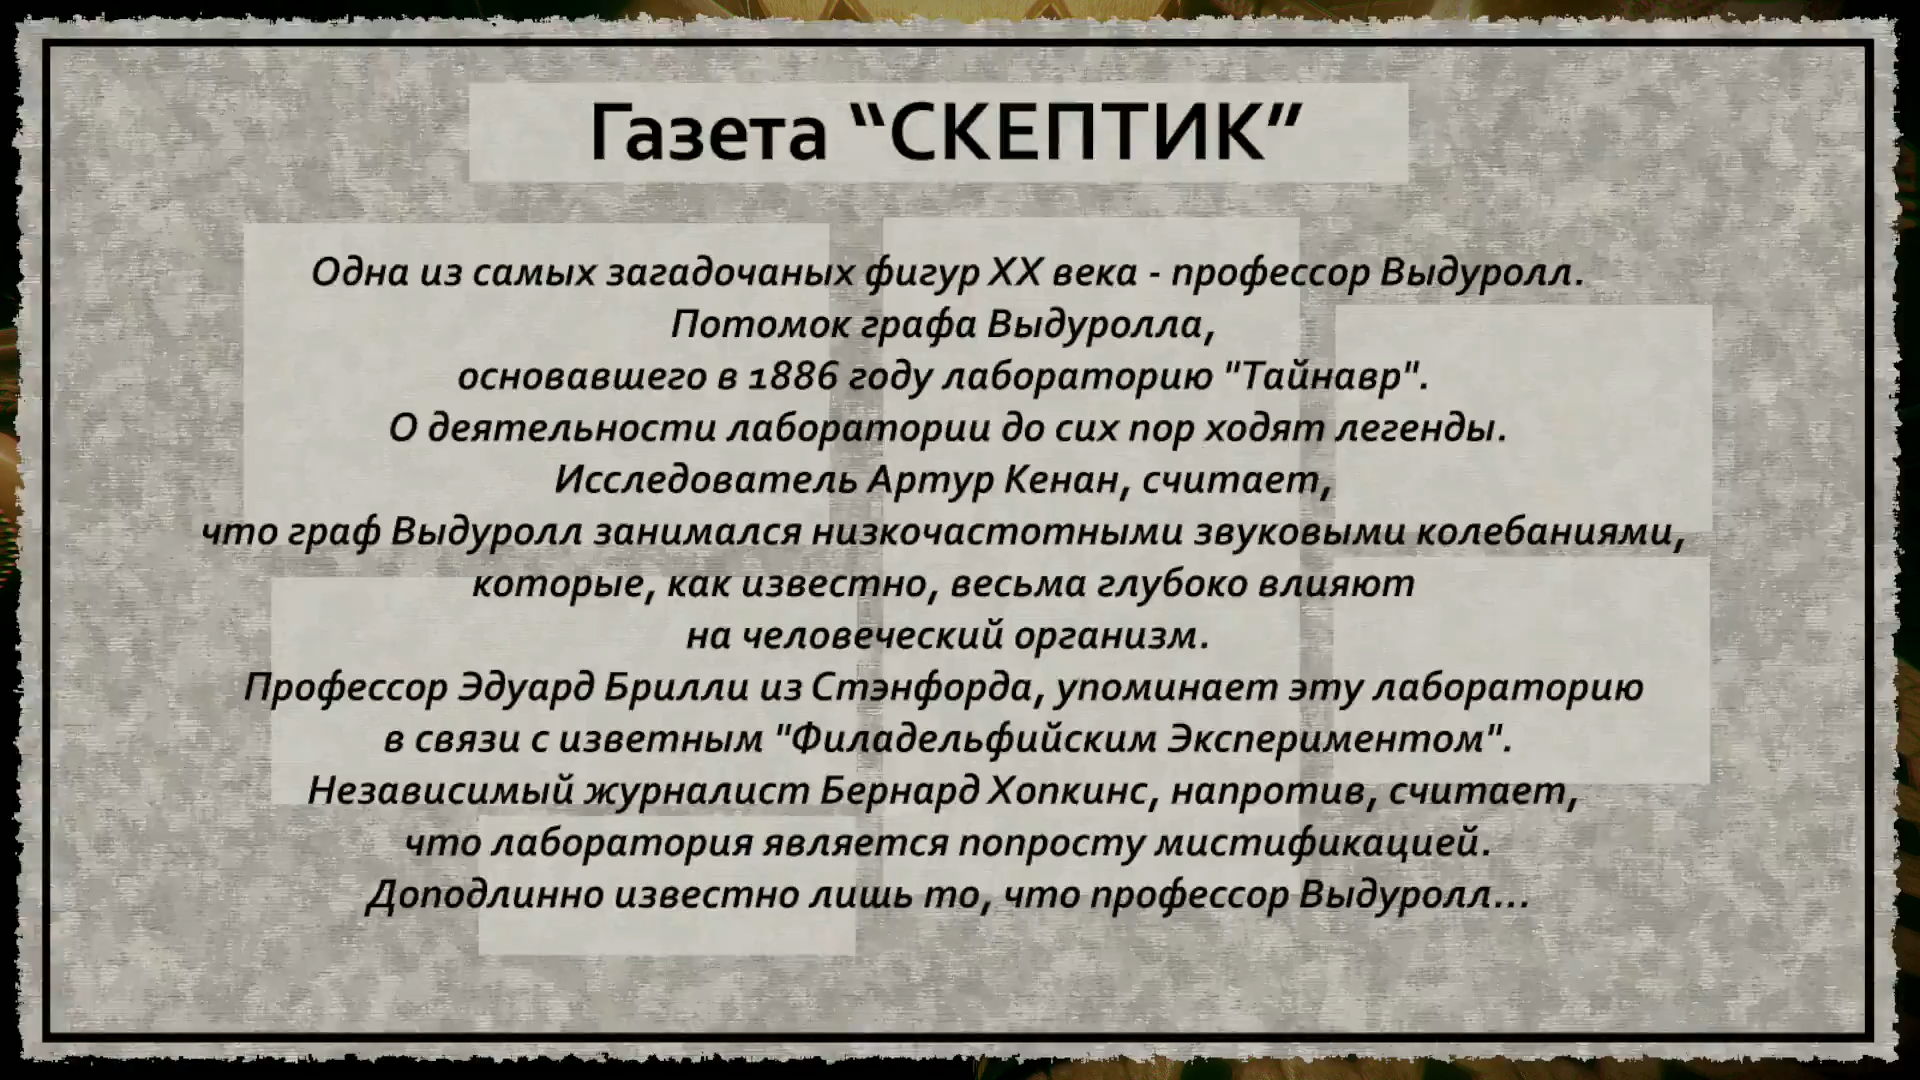 Газета “СКЕПТИК”
Одна из самых загадочаных фигур XX века - профессор Выдуролл.
Потомок графа Выдуролла,
основавшего в 1886 году лабораторию "Тайнавр".
О деятельности лаборатории до сих пор ходят легенды.
Исследователь Артур Кенан, считает,
что граф Выдуролл занимался низкочастотными звуковыми колебаниями,
которые, как известно, весьма глубоко влияют
на человеческий организм.
Профессор Эдуард Брилли из Стэнфорда, упоминает эту лабораторию
в связи с изветным "Филадельфийским Экспериментом".
Независимый журналист Бернард Хопкинс, напротив, считает,
что лаборатория является попросту мистификацией.
Доподлинно известно лишь то, что профессор Выдуролл...